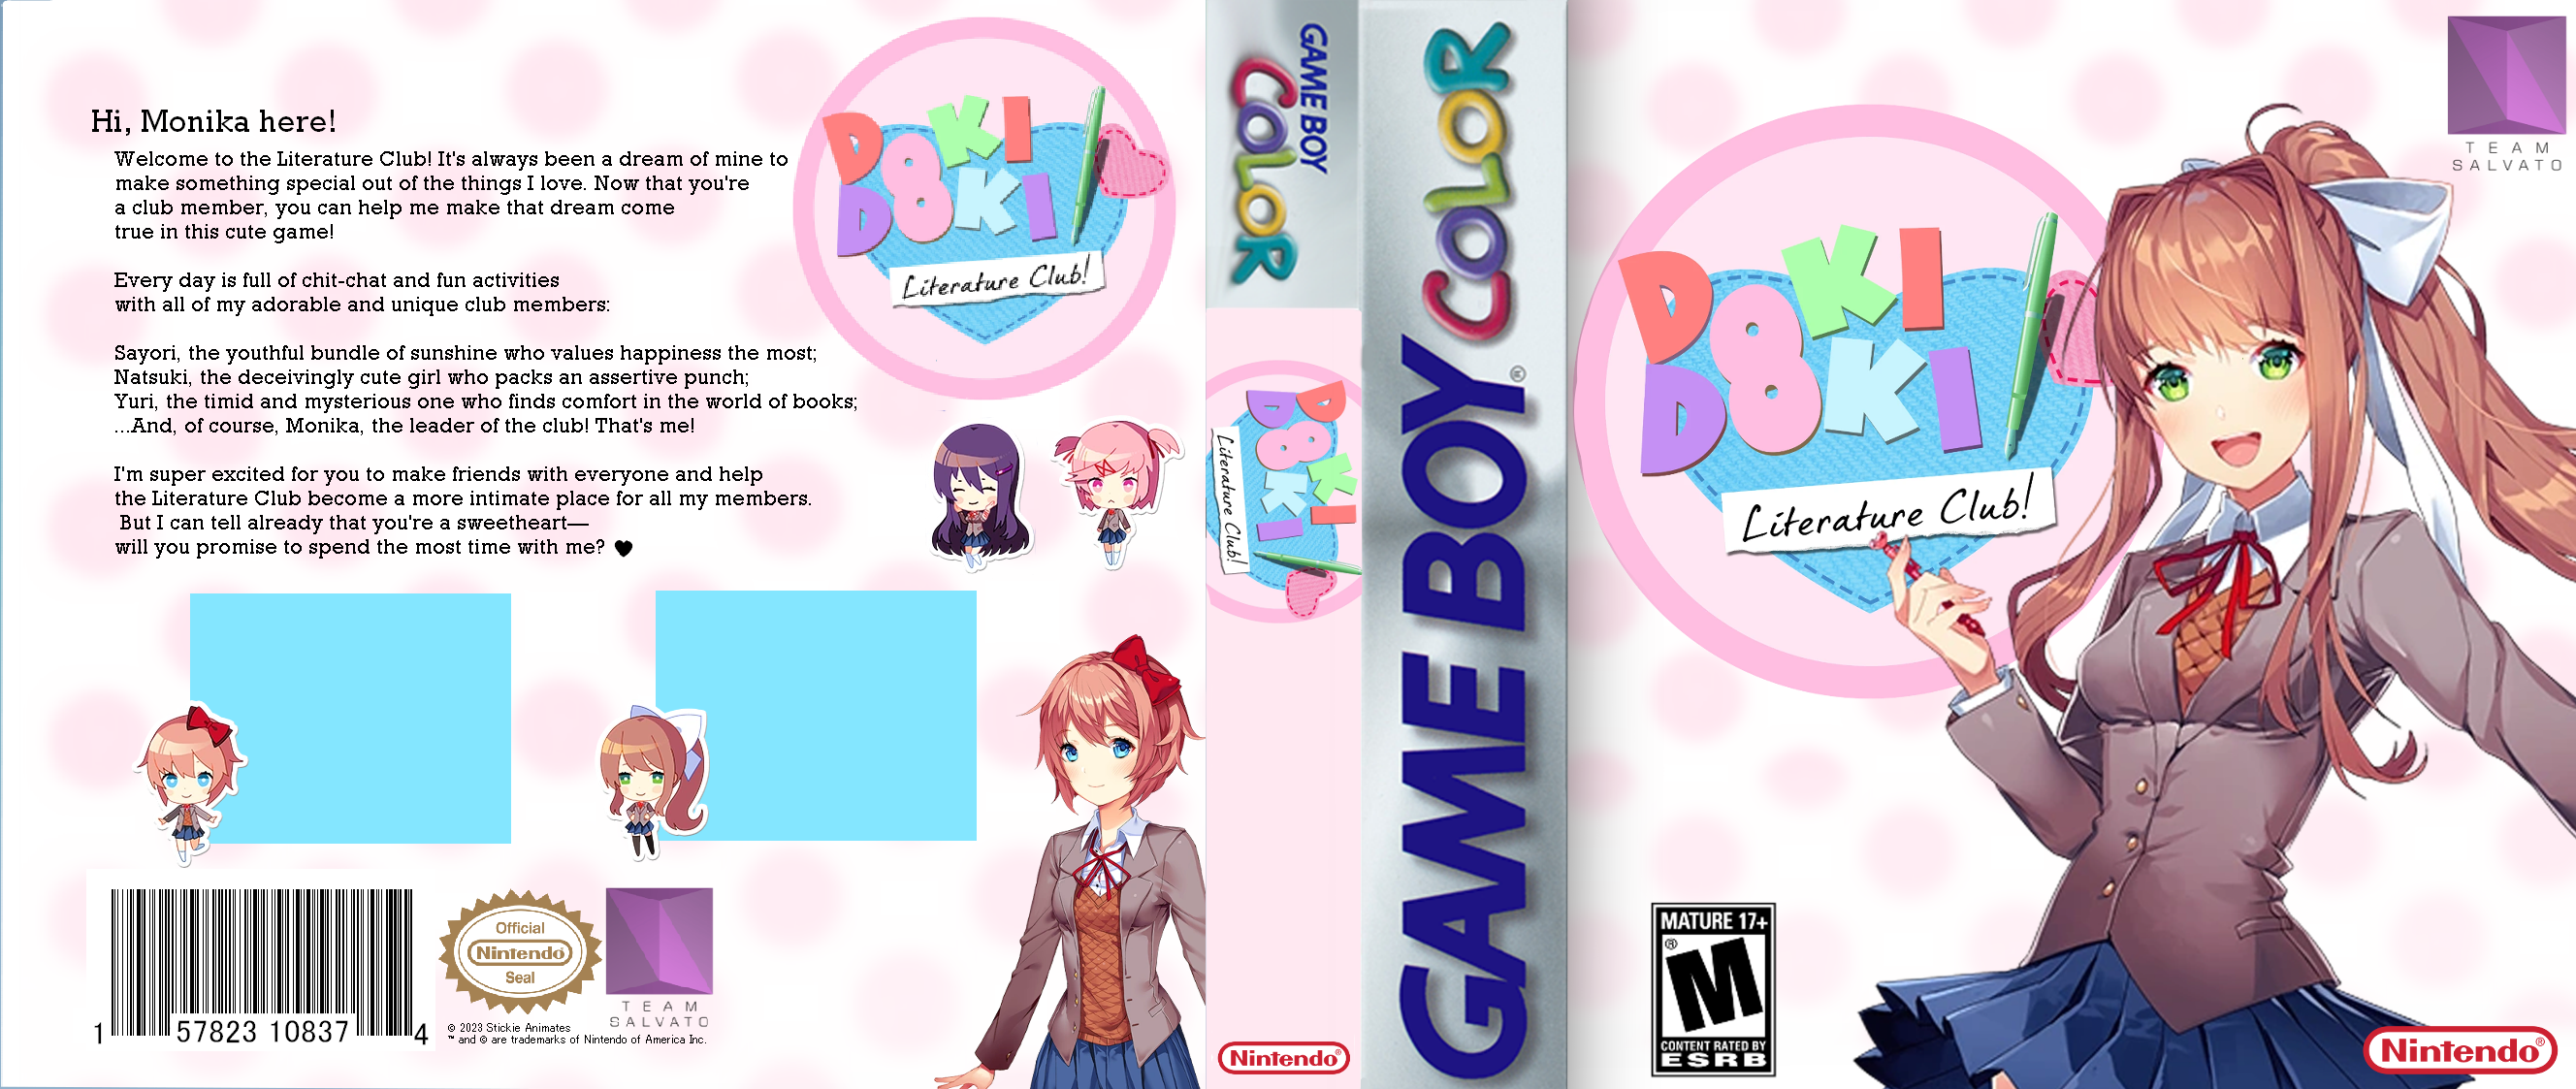 Hi, Monika here!
Welcome to the Literature Club! It's always been a dream of mine to
make something special out of the things I love. Now that you're
a club member, you can help me make that dream come
true in this cute game!
Every day is full of chit-chat and fun activities
with all of my adorable and unique club members:
Sayori, the youthful bundle of sunshine who values happiness the most;
Natsuki, the deceivingly cute girl who packs an assertive punch;
Yuri, the timid and mysterious one who finds comfort in the world of books;
...And, of course, Monika, the leader of the club! That's me!
I'm super excited for you to make friends with everyone and help
the Literature Club become a more intimate place for all my members.
But I can tell already that you're a sweetheart—
will you promise to spend the most time with me? ♥
DOKI
DOKI
Literature Club!
1 57823 10837 4
Official
Nintendo
Seal
TEAM
SALVATO
© 2023 Stickie Animates
™ and © are trademarks of Nintendo of America Inc.
GAME BOY
COLOR
DOKI
DOKI
Literature Club!
Nintendo®
GAME BOY® COLOR
TEAM
SALVATO
DOKI
DOKI
Literature Club!
MATURE 17+
®
M
CONTENT RATED BY
ESRB
Nintendo®